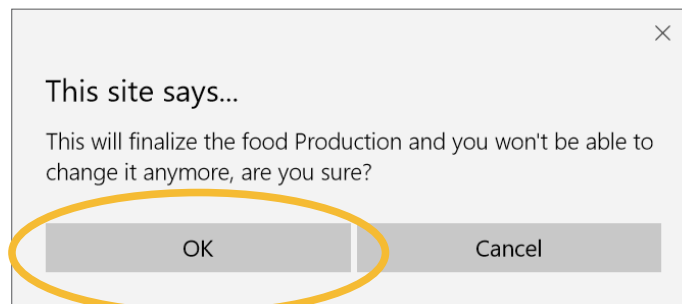 This site says...
This will finalize the food Production and you won't be able to
change it anymore, are you sure?
OK
Cancel